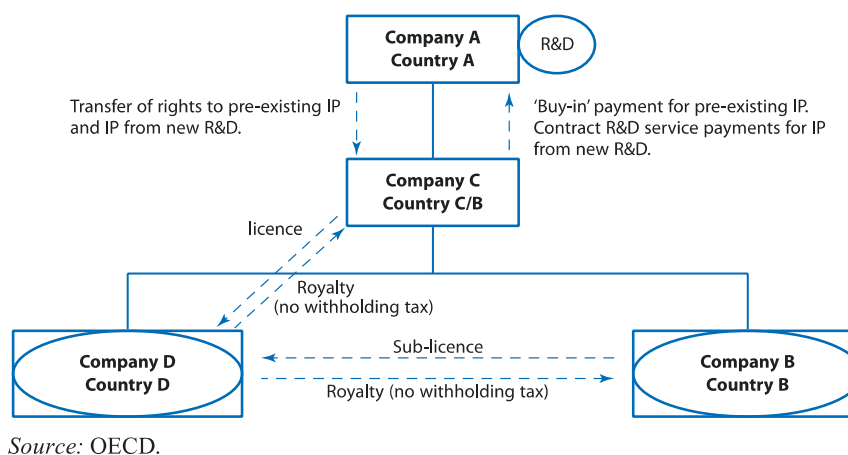 Company A
Country A
R&D
Transfer of rights to pre-existing IP
and IP from new R&D.
‘Buy-in’ payment for pre-existing IP.
Contract R&D service payments for IP
from new R&D.
Company C
Country C/B
licence
Royalty
(no withholding tax)
Company D
Country D
Sub-licence
Royalty (no withholding tax)
Company B
Country B
Source: OECD.